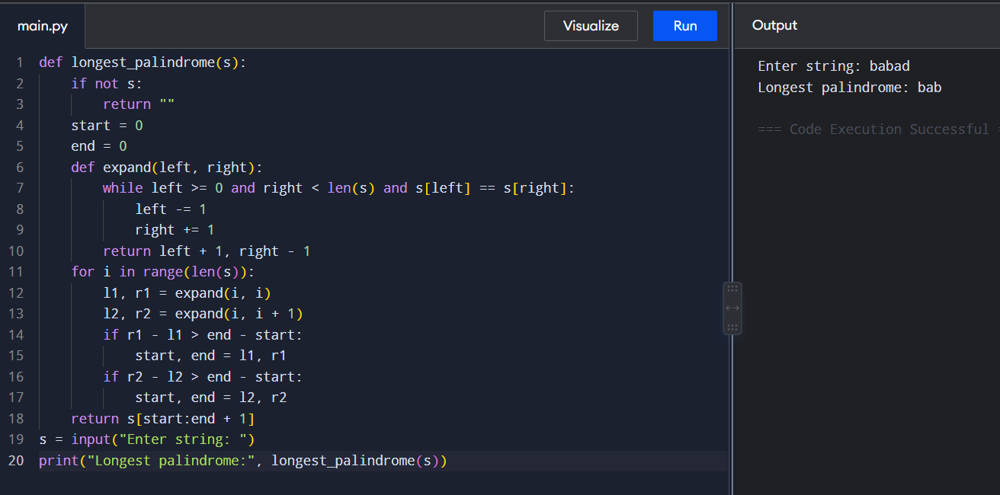 main.py
Visualize
Run
Output
1 def longest_palindrome(s):
2     if not s:
3         return ""
4     start = 0
5     end = 0
6     def expand(left, right):
7         while left >= 0 and right < len(s) and s[left] == s[right]:
8             left -= 1
9             right += 1
10         return left + 1, right - 1
11     for i in range(len(s)):
12         l1, r1 = expand(i, i)
13         l2, r2 = expand(i, i + 1)
14         if r1 - l1 > end - start:
15             start, end = l1, r1
16         if r2 - l2 > end - start:
17             start, end = l2, r2
18     return s[start:end + 1]
19 s = input("Enter string: ")
20 print("Longest palindrome:", longest_palindrome(s))
Enter string: babad
Longest palindrome: bab
=== Code Execution Successful =